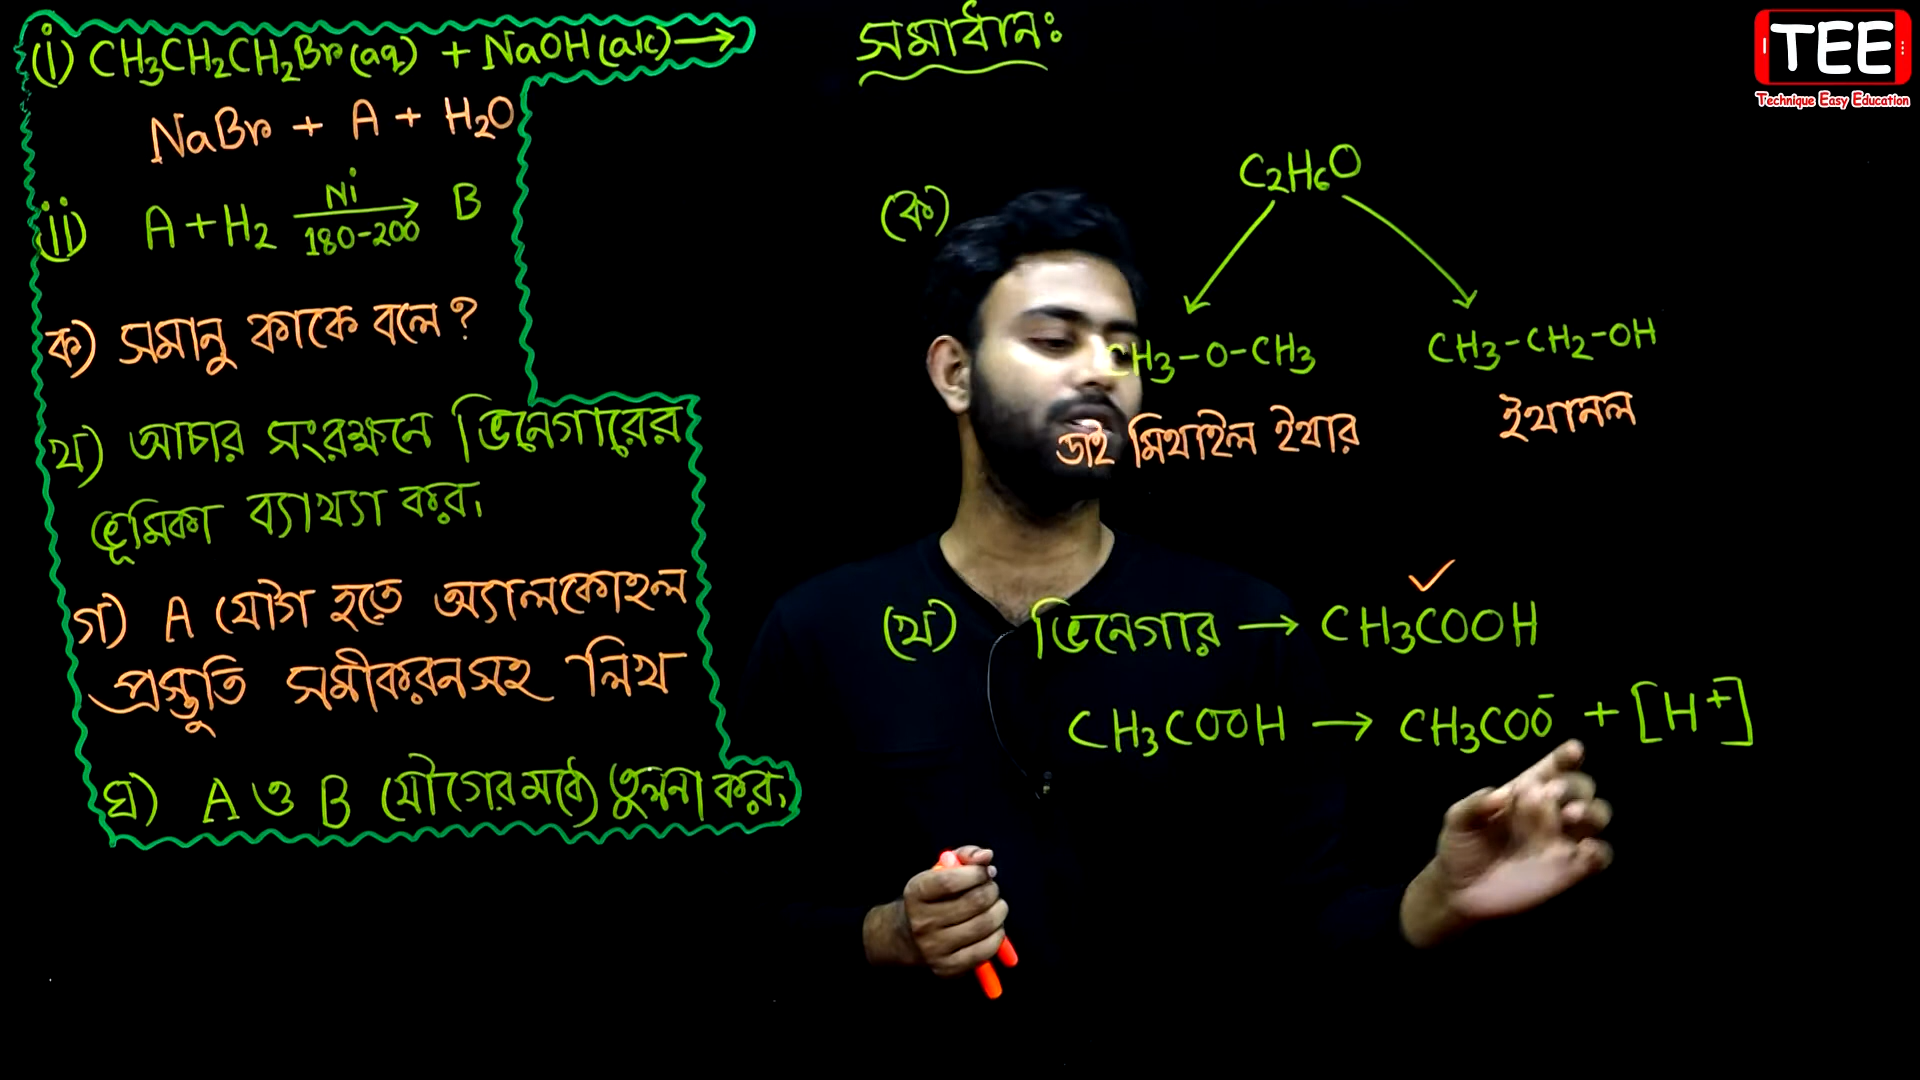 (i) CH₃CH₂CH₂Br(aq) + NaOH(alc) →
NaBr + A + H₂O
(ii) A + H₂ Ni → 180-200 B
ক) সমানু কাকে বলে?
খ) আচার সংরক্ষনে ভিনেগারের
ভূমিকা ব্যাখ্যা কর।
গ) A যৌগ হতে অ্যালকোহল
প্রস্তুতি সমীকরনসহ লিখ
ঘ) A ও B যৌগের মধ্যে তুলনা কর।
সমাধান:
(ক) C₂H₆O
CH₃-O-CH₃ CH₃-CH₂-OH
ডাই মিথাইল ইথার ইথানল
(খ) ভিনেগার → CH₃COOH ✓
CH₃COOH → CH₃COO⁻ + [H⁺]
TEE
Technique Easy Education